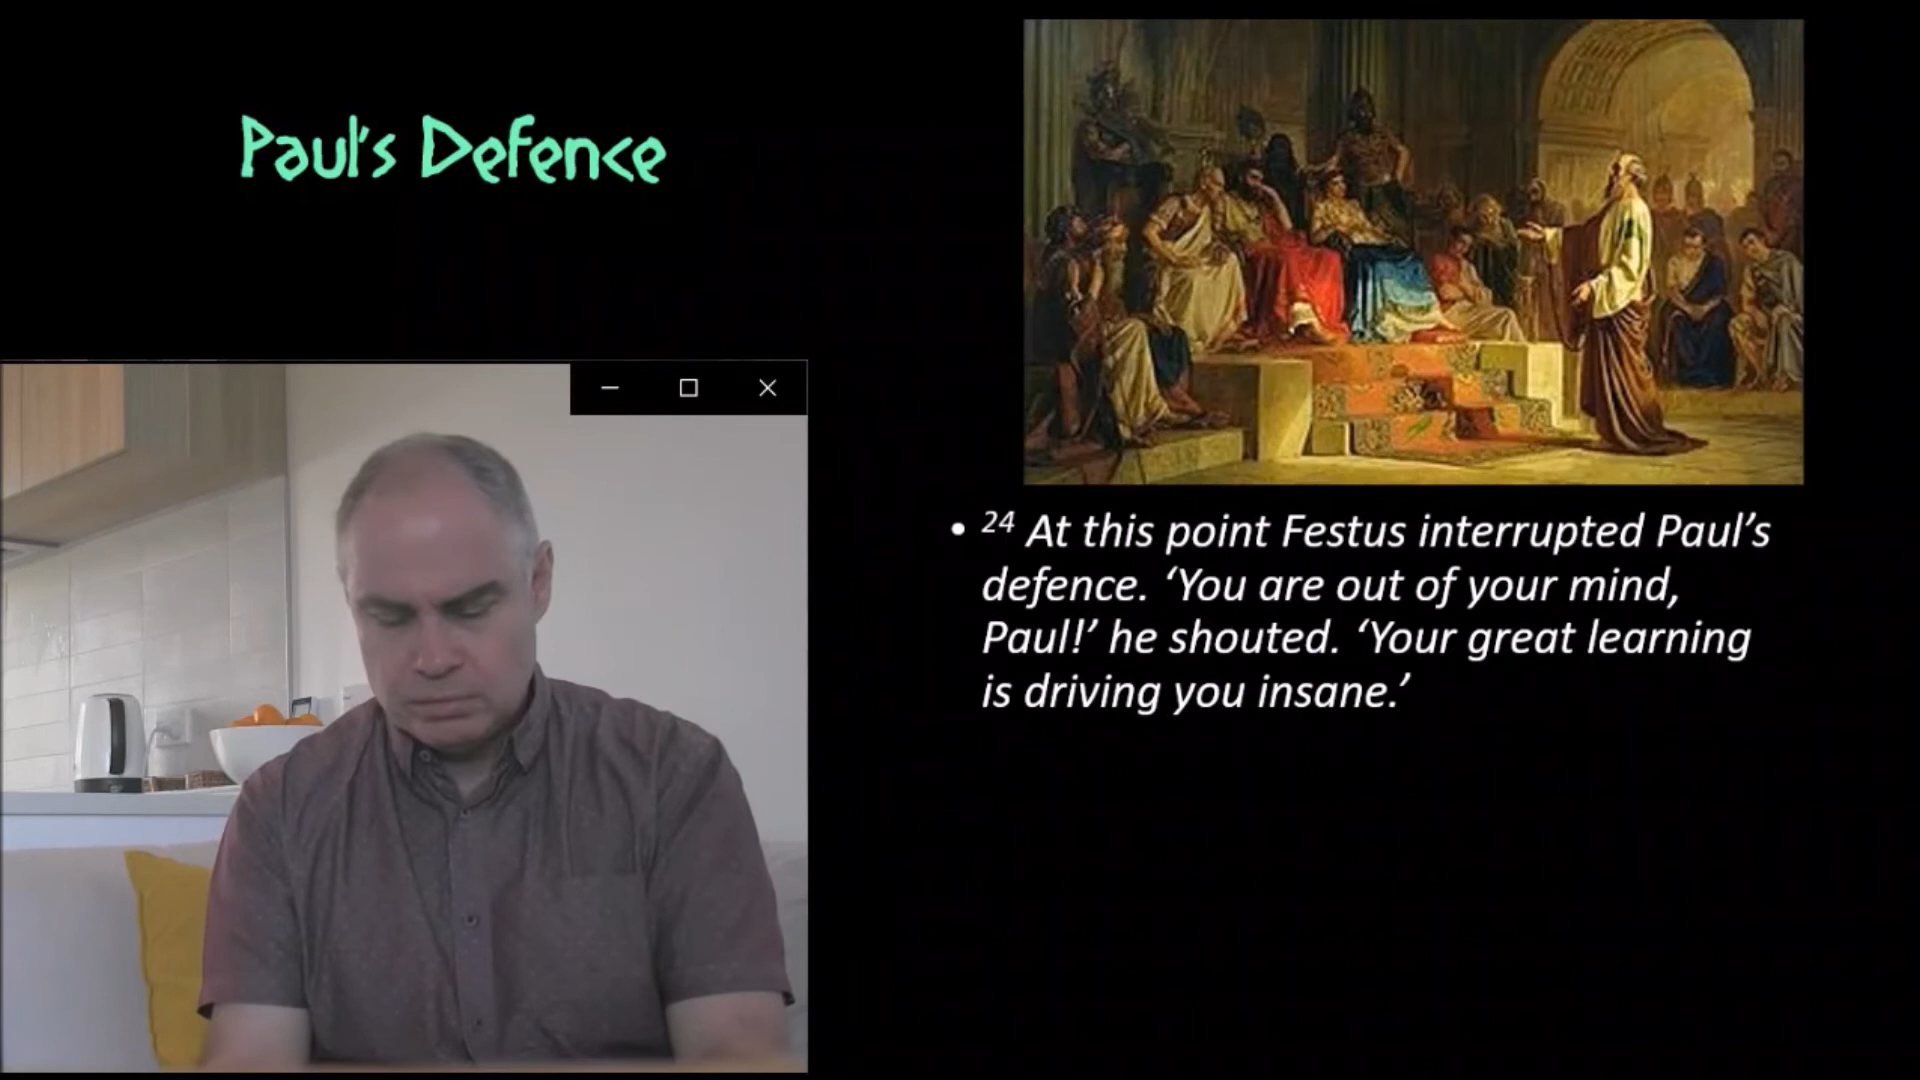 Paul's Defence
• ²⁴ At this point Festus interrupted Paul’s
defence. ‘You are out of your mind,
Paul!’ he shouted. ‘Your great learning
is driving you insane.’